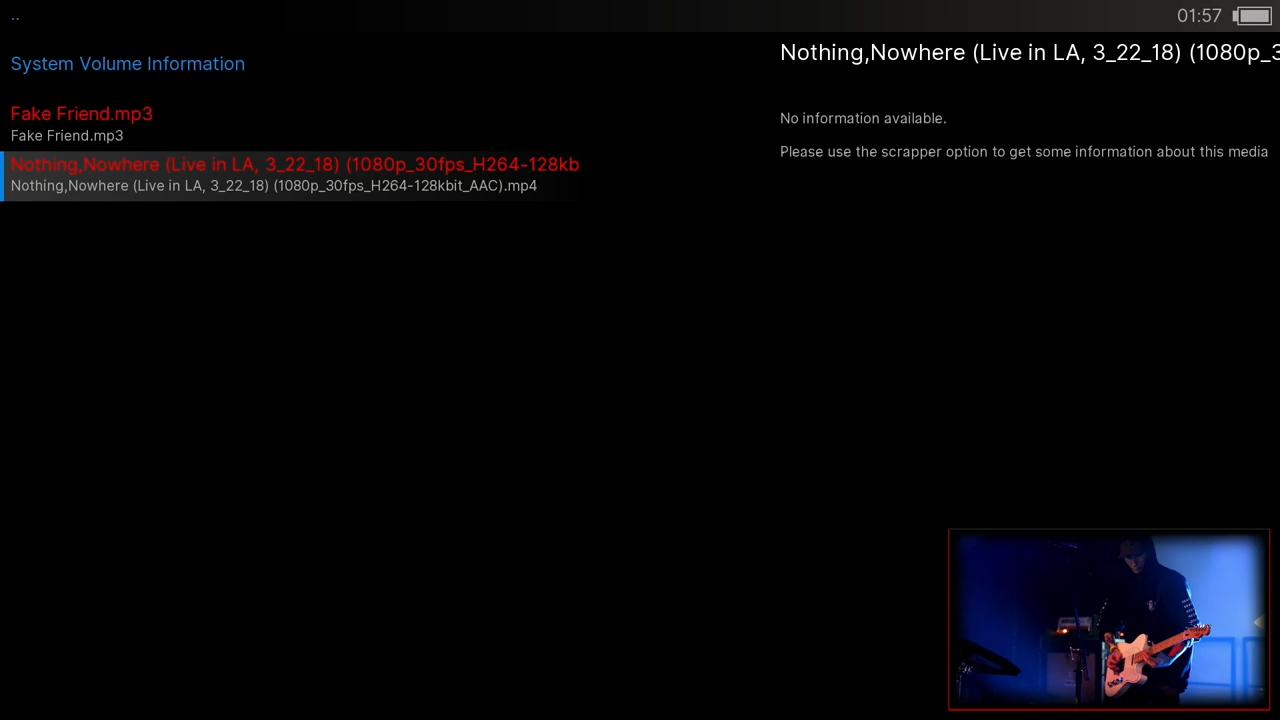 ..
01:57
System Volume Information
Fake Friend.mp3
Fake Friend.mp3
Nothing,Nowhere (Live in LA, 3_22_18) (1080p_30fps_H264-128kb
Nothing,Nowhere (Live in LA, 3_22_18) (1080p_30fps_H264-128kbit_AAC).mp4
Nothing,Nowhere (Live in LA, 3_22_18) (1080p_3
No information available.
Please use the scrapper option to get some information about this media